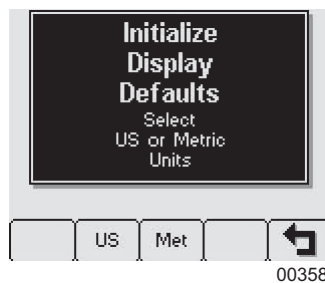 Initialize
Display
Defaults
Select
US or Metric
Units
US Met
00358